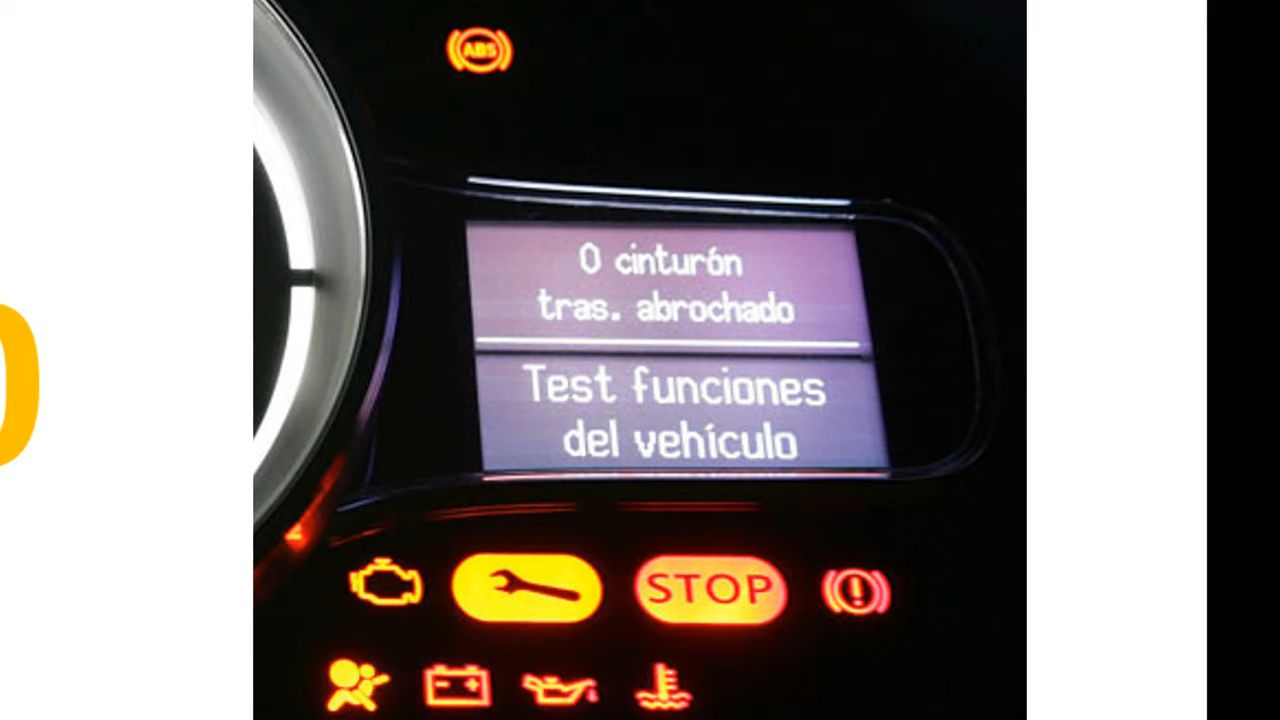 ABS
0 cinturón
tras. abrochado
Test funciones
del vehículo
STOP